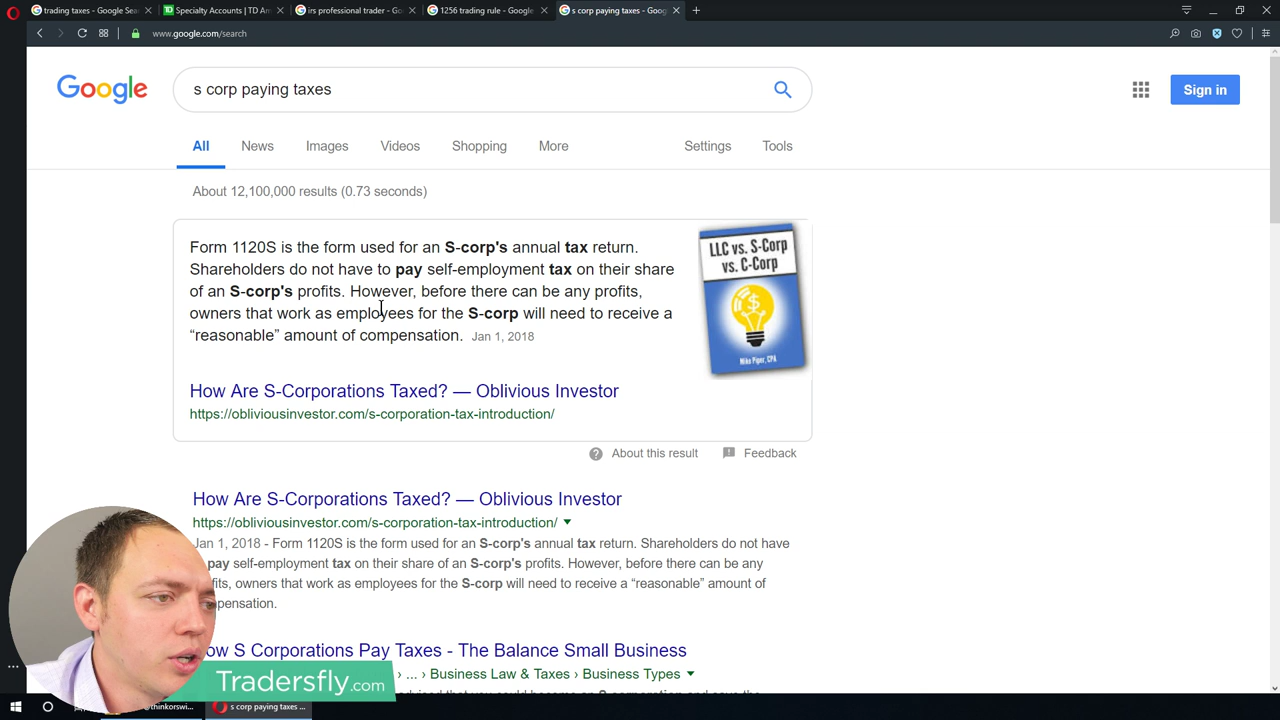 trading taxes - Google Sea
Specialty Accounts | TD Am
irs professional trader - Go
1256 trading rule - Google
s corp paying taxes - Goog
www.google.com/search
Google
s corp paying taxes
Sign in
All
News
Images
Videos
Shopping
More
Settings
Tools
About 12,100,000 results (0.73 seconds)
Form 1120S is the form used for an S-corp's annual tax return.
Shareholders do not have to pay self-employment tax on their share
of an S-corp's profits. However, before there can be any profits,
owners that work as employees for the S-corp will need to receive a
“reasonable” amount of compensation. Jan 1, 2018
LLC vs. S-Corp
vs. C-Corp
Mike Piper, CPA
How Are S-Corporations Taxed? — Oblivious Investor
https://obliviousinvestor.com/s-corporation-tax-introduction/
About this result
Feedback
How Are S-Corporations Taxed? — Oblivious Investor
https://obliviousinvestor.com/s-corporation-tax-introduction/
Jan 1, 2018 - Form 1120S is the form used for an S-corp's annual tax return. Shareholders do not have
pay self-employment tax on their share of an S-corp's profits. However, before there can be any
fits, owners that work as employees for the S-corp will need to receive a “reasonable” amount of
pensation.
ow S Corporations Pay Taxes - The Balance Small Business
› ... › Business Law & Taxes › Business Types
Tradersfly.com
@thinkorswi...
s corp paying taxes ...